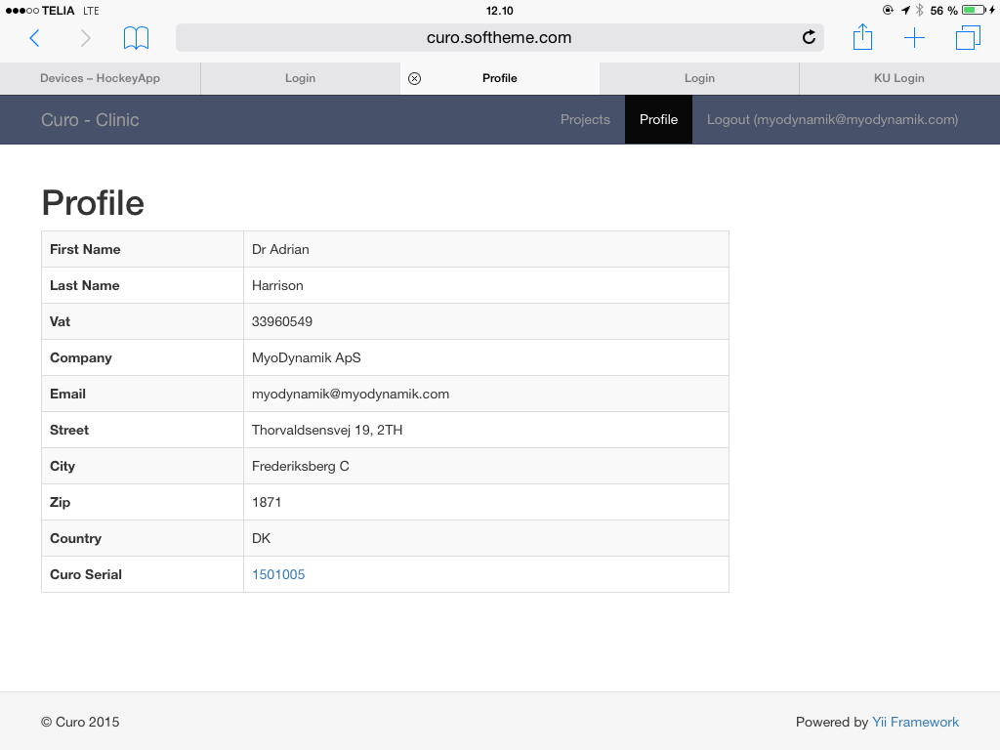 TELIA LTE 12.10 56 %
curo.softheme.com
Devices – HockeyApp Login Profile Login KU Login
Curo - Clinic Projects Profile Logout (myodynamik@myodynamik.com)
Profile
First Name Dr Adrian
Last Name Harrison
Vat 33960549
Company MyoDynamik ApS
Email myodynamik@myodynamik.com
Street Thorvaldsensvej 19, 2TH
City Frederiksberg C
Zip 1871
Country DK
Curo Serial 1501005
© Curo 2015 Powered by Yii Framework